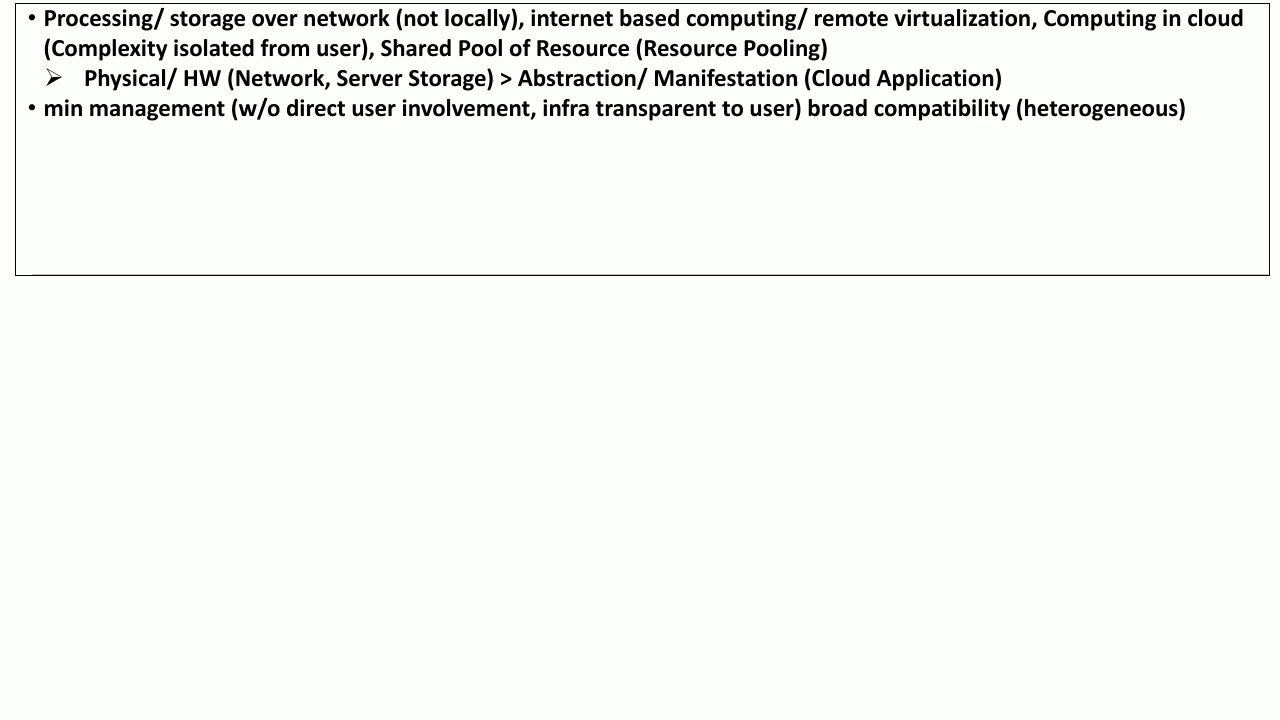 • Processing/ storage over network (not locally), internet based computing/ remote virtualization, Computing in cloud
(Complexity isolated from user), Shared Pool of Resource (Resource Pooling)
➢ Physical/ HW (Network, Server Storage) > Abstraction/ Manifestation (Cloud Application)
• min management (w/o direct user involvement, infra transparent to user) broad compatibility (heterogeneous)